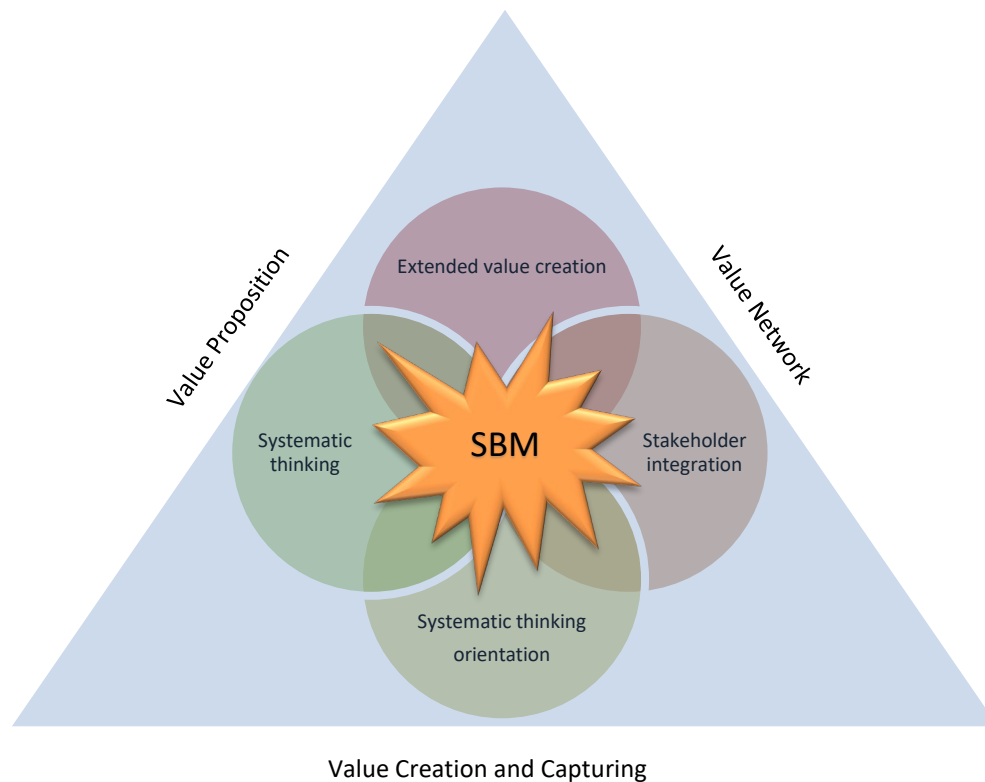 Extended value creation
Value Proposition
Value Network
Systematic
thinking
SBM
Stakeholder
integration
Systematic thinking
orientation
Value Creation and Capturing